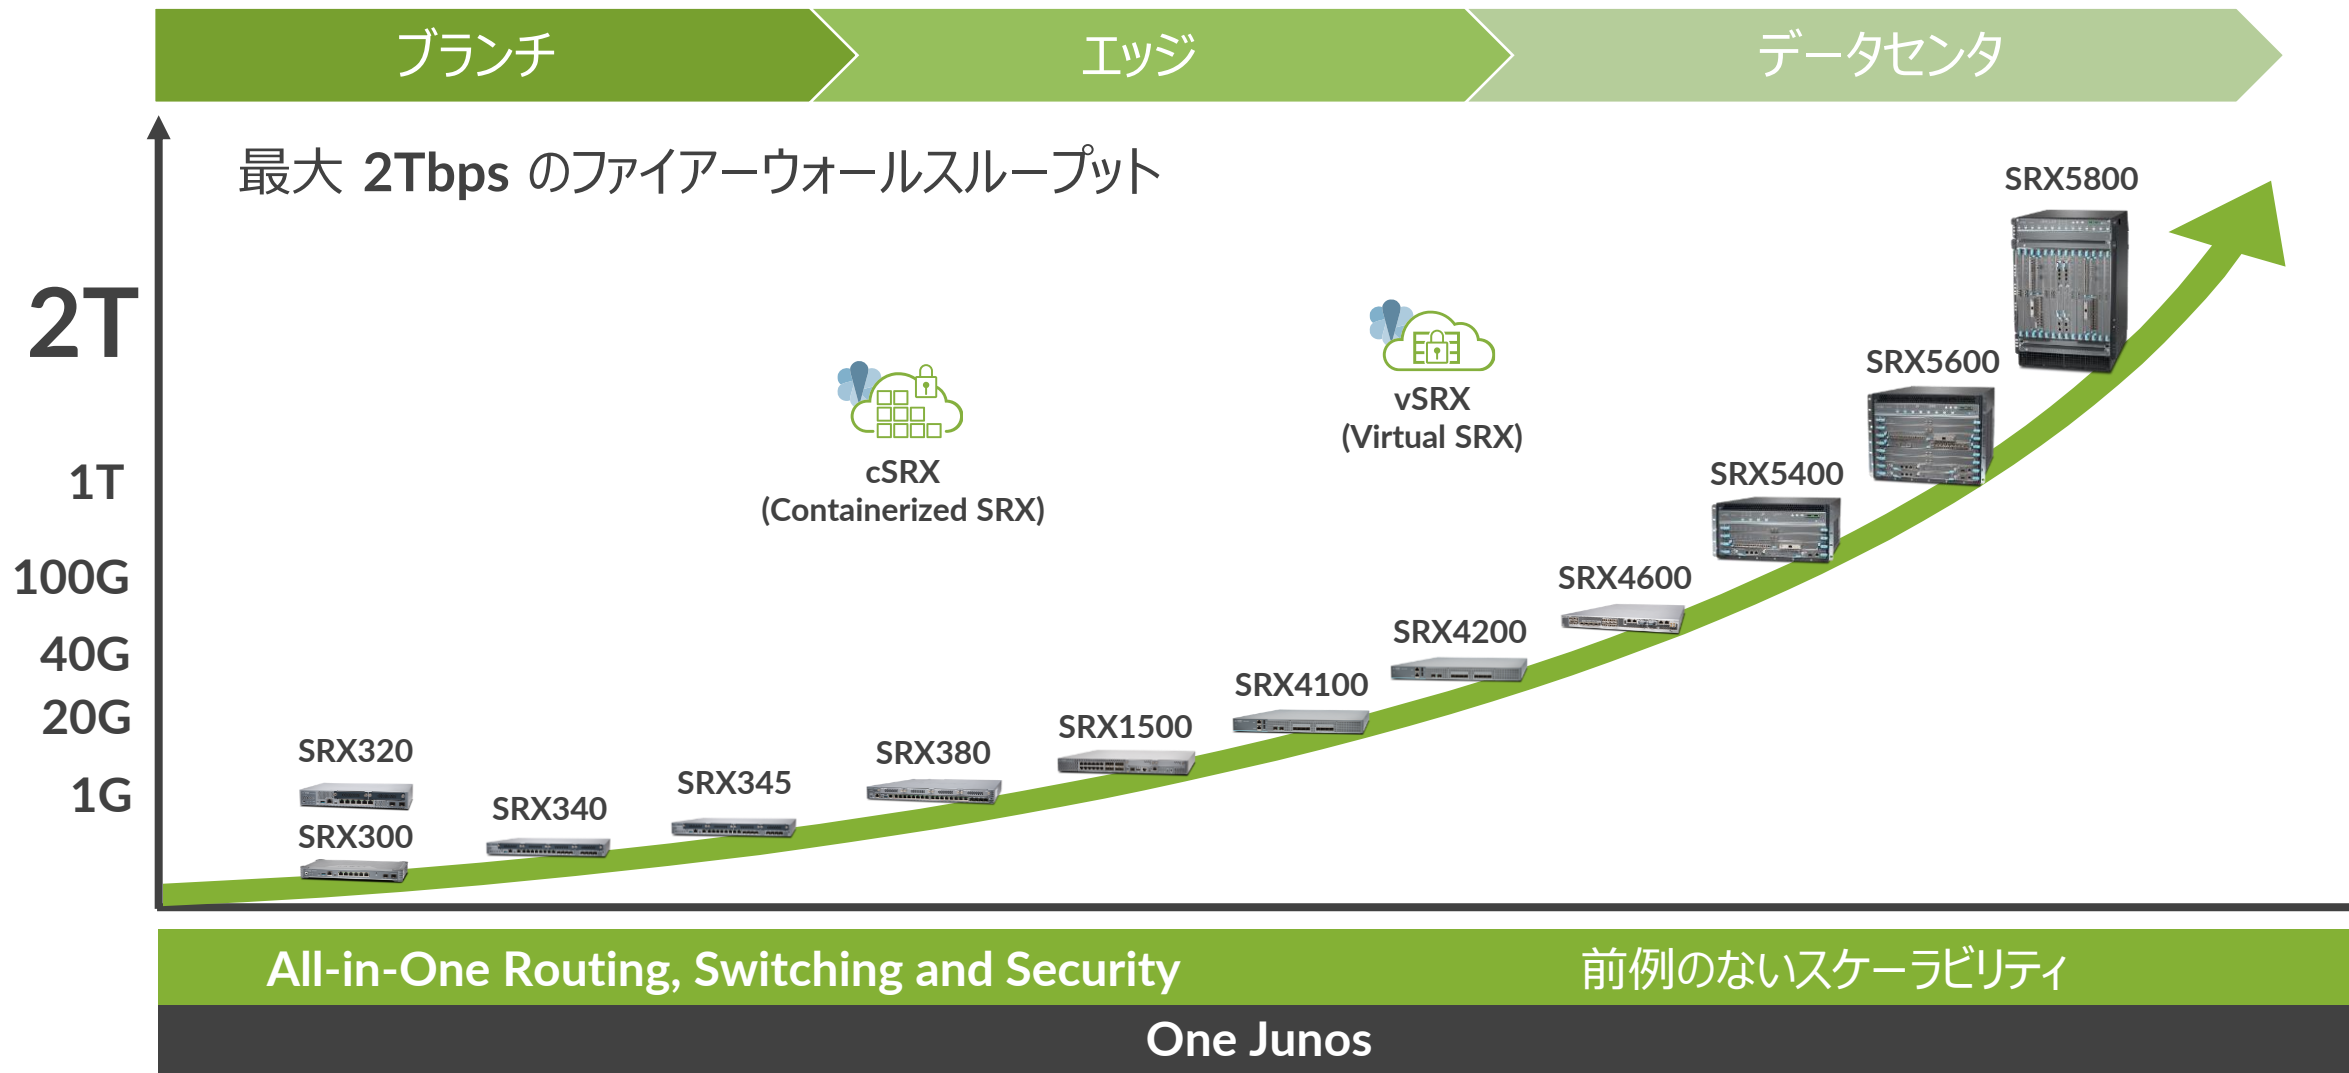 ブランチ
エッジ
データセンタ
最大 2Tbps のファイアーウォールスループット
2T
1T
100G
40G
20G
1G
SRX5800
SRX5600
SRX5400
SRX4600
SRX4200
SRX4100
SRX1500
SRX380
SRX345
SRX340
SRX320
SRX300
cSRX
(Containerized SRX)
vSRX
(Virtual SRX)
All-in-One Routing, Switching and Security
前例のないスケーラビリティ
One Junos